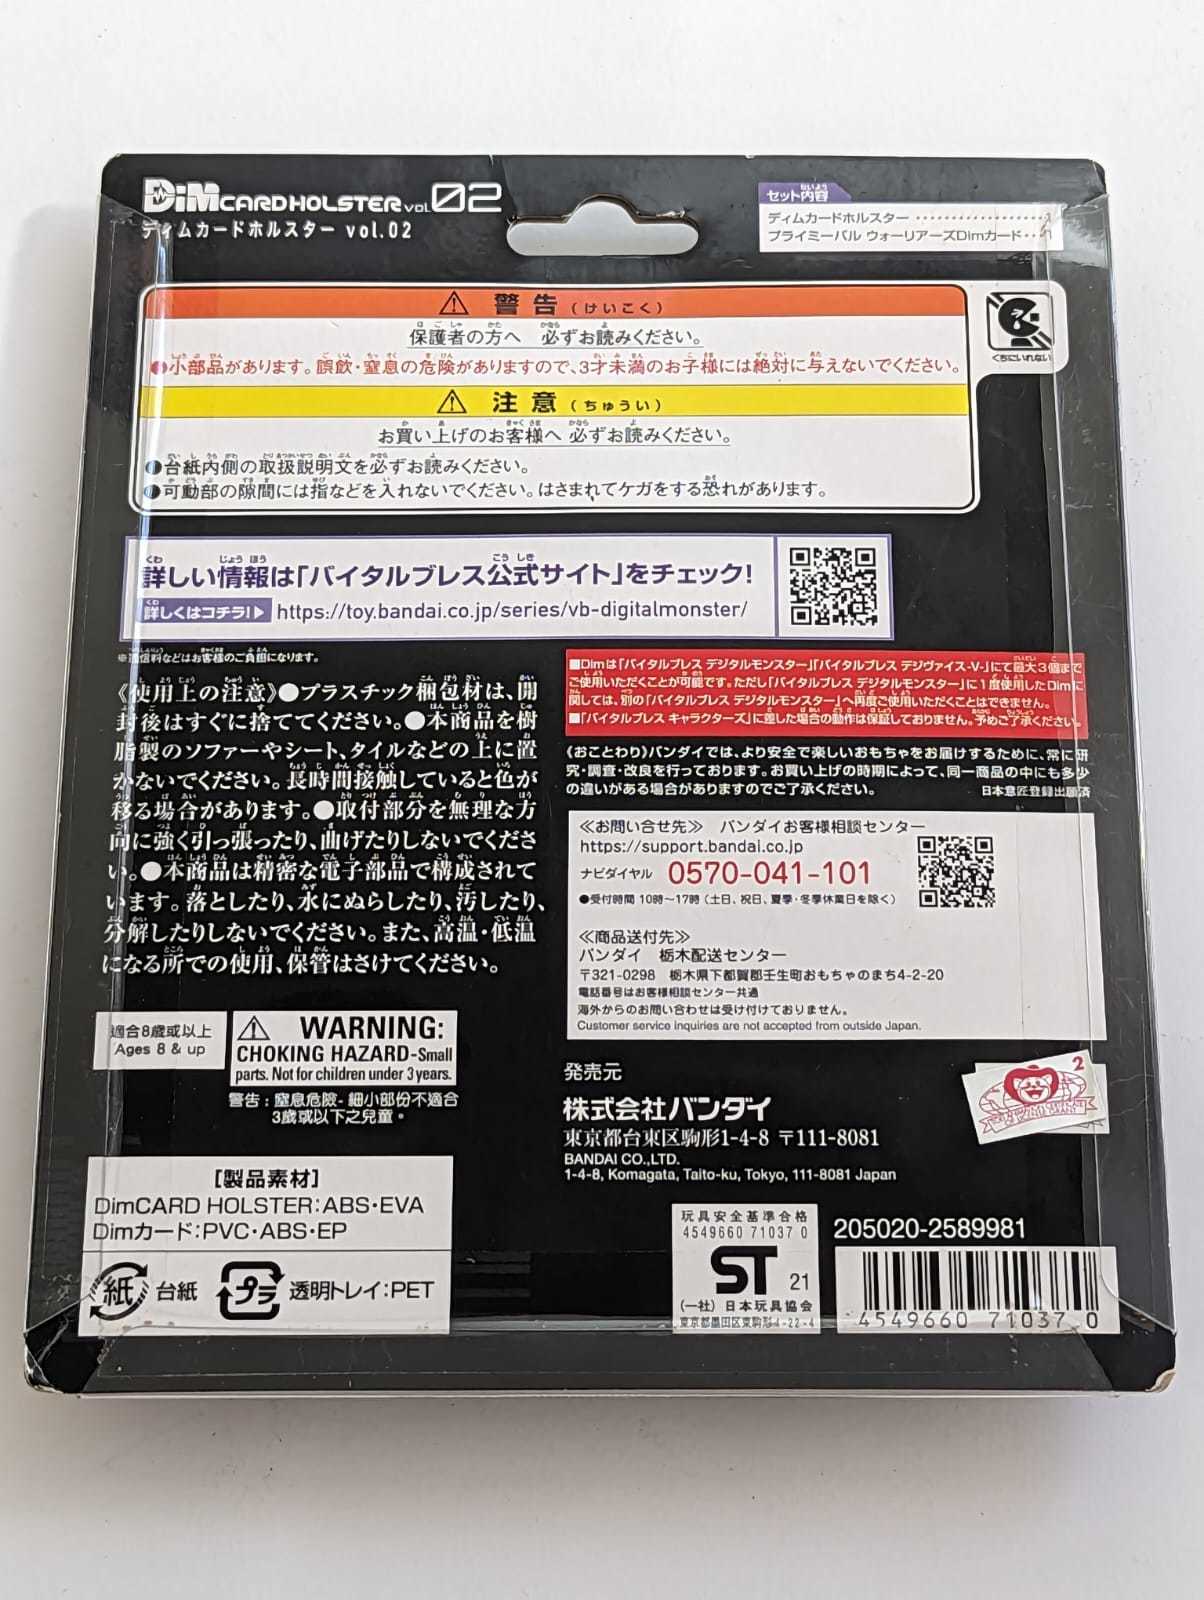 DiM CARD HOLSTER VOL. 02
ディムカードホルスター vol.02
セット内容
ディムカードホルスター ・・・・・・・・・・・・・・・・・・1
プライミーバル ウォーリアーズDimカード・・1
警告 (けいこく)
保護者の方へ 必ずお読みください。
●小部品があります。誤飲・窒息の危険がありますので、3才未満のお子様には絶対に与えないでください。
くちにいれない
注意 (ちゅうい)
お買い上げのお客様へ 必ずお読みください。
●台紙内側の取扱説明文を必ずお読みください。
●可動部の隙間には指などを入れないでください。はさまれてケガをする恐れがあります。
詳しい情報は「バイタルブレス公式サイト」をチェック!
詳しくはコチラ!▶ https://toy.bandai.co.jp/series/vb-digitalmonster/
※通信料などはお客様のご負担になります。
《使用上の注意》●プラスチック梱包材は、開
封後はすぐに捨ててください。●本商品を樹
脂製のソファーやシート、タイルなどの上に置
かないでください。長時間接触していると色が
移る場合があります。●取付部分を無理な方
向に強く引っ張ったり、曲げたりしないでくださ
い。●本商品は精密な電子部品で構成されて
います。落としたり、水にぬらしたり、汚したり、
分解したりしないでください。また、高温・低温
になる所での使用、保管はさけてください。
■Dimは「バイタルブレス デジタルモンスター」「バイタルブレス デジヴァイス-V-」にて最大3個まで
ご使用いただくことが可能です。ただし「バイタルブレス デジタルモンスター」に1度使用したDimに
関しては、別の「バイタルブレス デジタルモンスター」へ再度ご使用いただくことはできません。
■「バイタルブレス キャラクターズ」に差した場合の動作は保証しておりません。予めご了承ください。
《おことわり》バンダイでは、より安全で楽しいおもちゃをお届けするために、常に研
究・調査・改良を行っております。お買い上げの時期によって、同一商品の中にも多少
の違いがある場合がありますのでご了承ください。 日本意匠登録出願済
≪お問い合せ先≫ バンダイお客様相談センター
https://support.bandai.co.jp
ナビダイヤル 0570-041-101
●受付時間 10時〜17時 (土日、祝日、夏季・冬季休業日を除く)
≪商品送付先≫
バンダイ 栃木配送センター
〒321-0298 栃木県下都賀郡壬生町おもちゃのまち4-2-20
電話番号はお客様相談センター共通
海外からのお問い合わせは受け付けておりません。
Customer service inquiries are not accepted from outside Japan.
適合8歲或以上
Ages 8 & up
WARNING:
CHOKING HAZARD-Small
parts. Not for children under 3 years.
警告：窒息危險- 細小部份不適合
3歲或以下之兒童。
発売元
株式会社バンダイ
東京都台東区駒形1-4-8 〒111-8081
BANDAI CO.,LTD.
1-4-8, Komagata, Taito-ku, Tokyo, 111-8081 Japan
2
[製品素材]
DimCARD HOLSTER:ABS・EVA
Dimカード:PVC・ABS・EP
紙 台紙 プラ 透明トレイ:PET
玩具安全基準合格
4549660 71037 0
ST 21
(一社) 日本玩具協会
東京都墨田区東駒形4-22-4
205020-2589981
4549660 71037 0